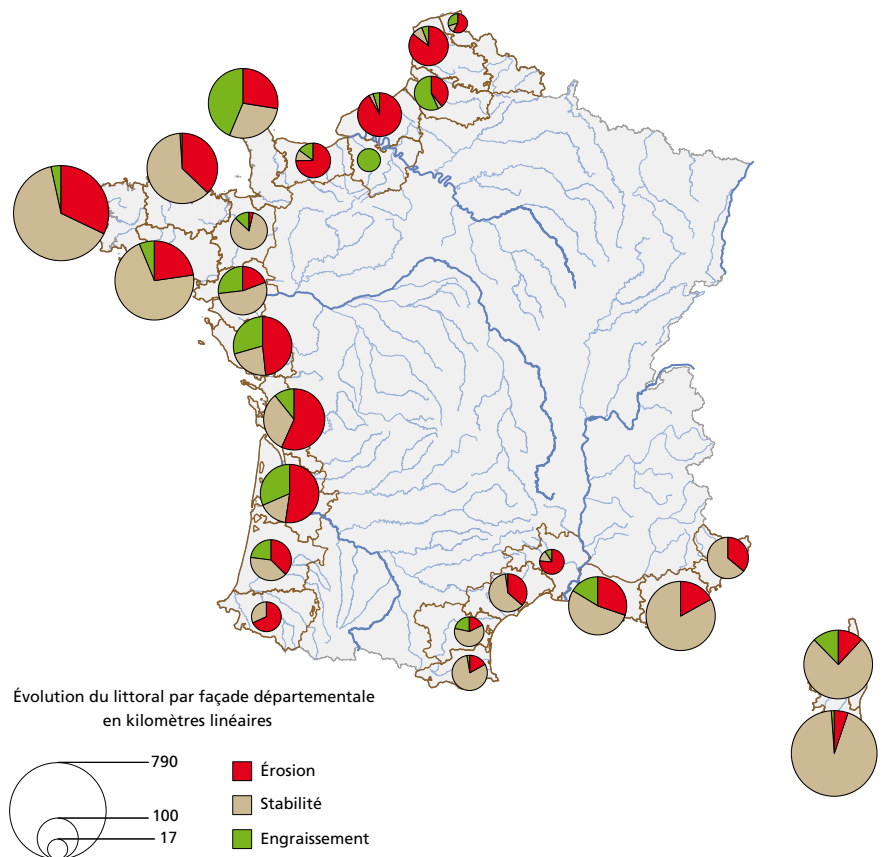 Évolution du littoral par façade départementale
en kilomètres linéaires
790
100
17
Érosion
Stabilité
Engraissement